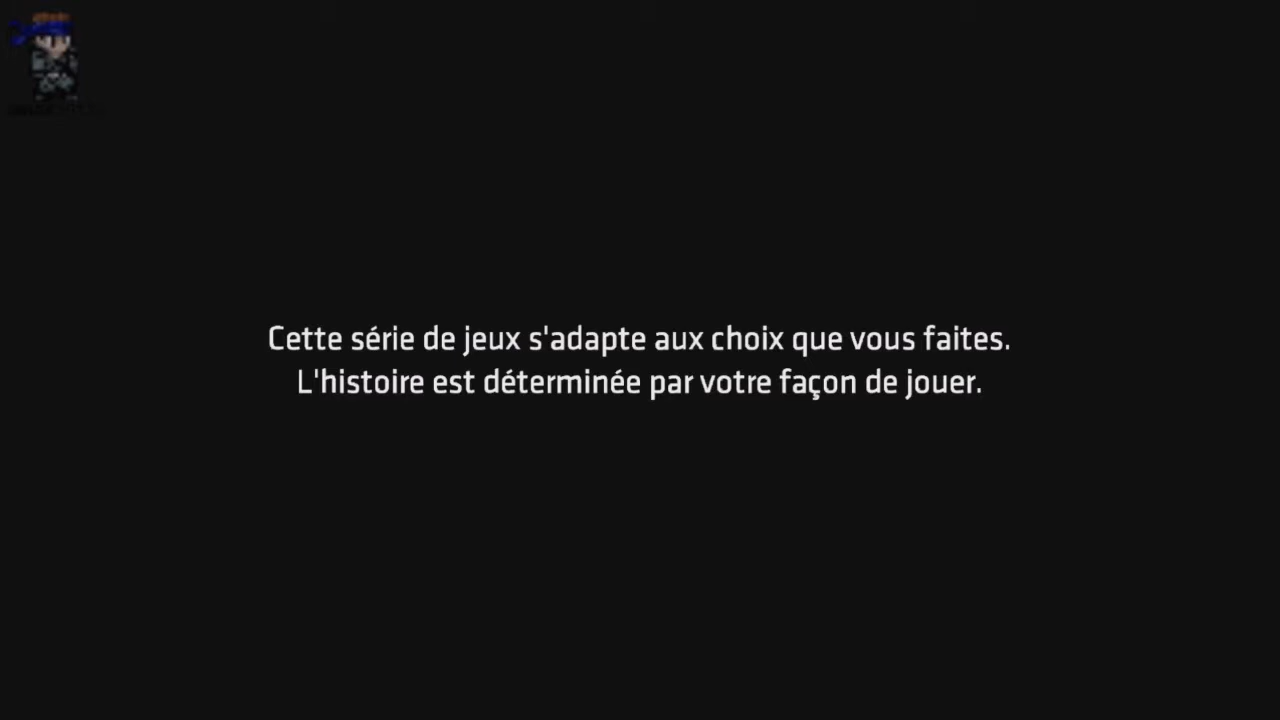 Cette série de jeux s'adapte aux choix que vous faites.
L'histoire est déterminée par votre façon de jouer.